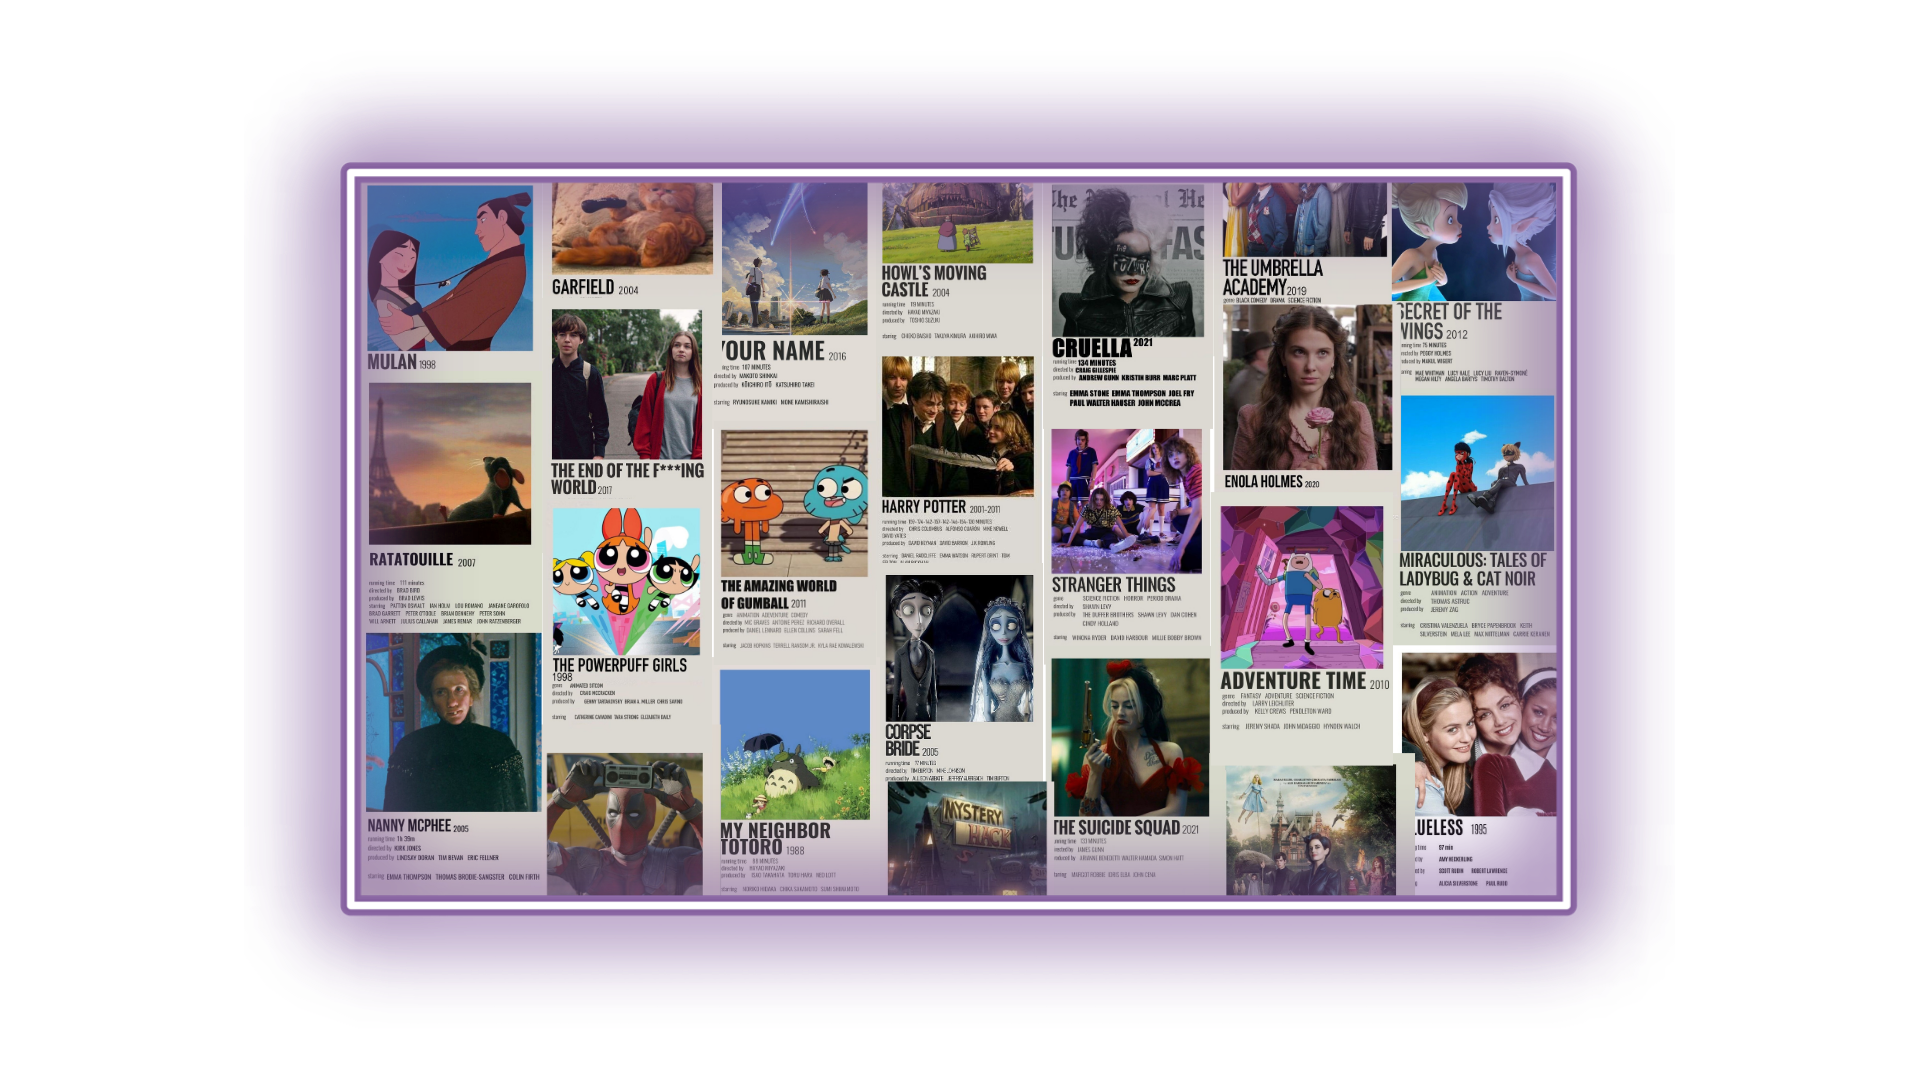 MULAN 1998
RATATOUILLE 2007
running time 111 minutes
directed by BRAD BIRD
produced by BRAD LEWIS
starring PATTON OSWALT IAN HOLM LOU ROMANO JANEANE GAROFOLO
BRAD GARRETT PETER O'TOOLE BRIAN DENNEHY PETER SOHN
WILL ARNETT JULIUS CALLAHAN JAMES REMAR JOHN RATZENBERGER
NANNY MCPHEE 2005
running time 1h 39m
directed by KIRK JONES
produced by LINDSAY DORAN TIM BEVAN ERIC FELLNER
starring EMMA THOMPSON THOMAS BRODIE-SANGSTER COLIN FIRTH
GARFIELD 2004
THE END OF THE F***ING
WORLD 2017
THE POWERPUFF GIRLS
1998
genre ANIMATED SITCOM
directed by CRAIG MCCRACKEN
produced by GENNY TARTAKOVSKY BRIAN A. MILLER CHRIS SAVINO
starring CATHERINE CAVADINI TARA STRONG ELIZABETH DAILY
YOUR NAME 2016
ing time 107 MINUTES
directed by MAKOTO SHINKAI
produced by KŌICHIRO ITŌ KATSUHIRO TAKEI
starring RYUNOSUKE KAMIKI MONE KAMISHIRAISHI
THE AMAZING WORLD
OF GUMBALL 2011
genre ANIMATION ADVENTURE COMEDY
directed by MIC GRAVES ANTOINE PEREZ RICHARD OVERALL
produced by DANIEL LENNARD ELLEN COLLINS SARAH FELL
starring JACOB HOPKINS TERRELL RANSOM JR. KYLA RAE KOWALEWSKI
MY NEIGHBOR
TOTORO 1988
running time 86 MINUTES
directed by HAYAO MIYAZAKI
produced by ISAO TAKAHATA TORU HARA NED LOTT
starring NORIKO HIDAKA CHIKA SAKAMOTO SUMI SHIMAMOTO
HOWL'S MOVING
CASTLE 2004
running time 119 MINUTES
directed by HAYAO MIYAZAKI
produced by TOSHIO SUZUKI
starring CHIEKO BAISHO TAKUYA KIMURA AKIHIRO MIWA
HARRY POTTER 2001-2011
directed by CHRIS COLUMBUS ALFONSO CUARÓN MIKE NEWELL
DAVID YATES
produced by DAVID HEYMAN DAVID BARRON J.K ROWLING
starring DANIEL RADCLIFFE EMMA WATSON RUPERT GRINT TOM
CORPSE
BRIDE 2005
running time 77 MINUTES
directed by TIM BURTON MIKE JOHNSON
produced by ALLISON ABBATE JEFFREY AUERBACH TIM BURTON
MYSTERY
HACK
The
al He
FAS
THE
FUTURE
CRUELLA 2021
running time 134 MINUTES
directed by CRAIG GILLESPIE
produced by ANDREW GUNN KRISTIN BURR MARC PLATT
starring EMMA STONE EMMA THOMPSON JOEL FRY
PAUL WALTER HAUSER JOHN MCCREA
STRANGER THINGS
genre SCIENCE FICTION HORROR PERIOD DRAMA
directed by SHAWN LEVY
produced by THE DUFFER BROTHERS SHAWN LEVY DAN COHEN
CINDY HOLLAND
starring WINONA RYDER DAVID HARBOUR MILLIE BOBBY BROWN
THE SUICIDE SQUAD 2021
running time 132 MINUTES
directed by JAMES GUNN
starring MARGOT ROBBIE IDRIS ELBA JOHN CENA
THE UMBRELLA
ACADEMY 2019
genre BLACK COMEDY DRAMA SCIENCE FICTION
ENOLA HOLMES 2020
ADVENTURE TIME 2010
genre FANTASY ADVENTURE SCIENCE FICTION
directed by LARRY LEICHLITER
produced by KELLY CREWS PENDLETON WARD
starring JEREMY SHADA JOHN DIMAGGIO HYNDEN WALCH
SECRET OF THE
WINGS 2012
running time 75 MINUTES
directed by PEGGY HOLMES
produced by MAKUL WIGERT
starring MAE WHITMAN LUCY HALE LUCY LIU RAVEN-SYMONÉ
MEGAN HILTY ANGELA BARTYS TIMOTHY DALTON
MIRACULOUS: TALES OF
LADYBUG & CAT NOIR
genre ANIMATION ACTION ADVENTURE
directed by THOMAS ASTRUC
produced by JEREMY ZAG
starring CRISTINA VALENZUELA BRYCE PAPENBROOK KEITH
SILVERSTEIN MELA LEE MAX MITTELMAN CARRIE KERANEN
LUELESS 1995
time 97 min
by AMY HECKERLING
ed by SCOTT RUDIN ROBERT LAWRENCE
ALICIA SILVERSTONE PAUL RUDD